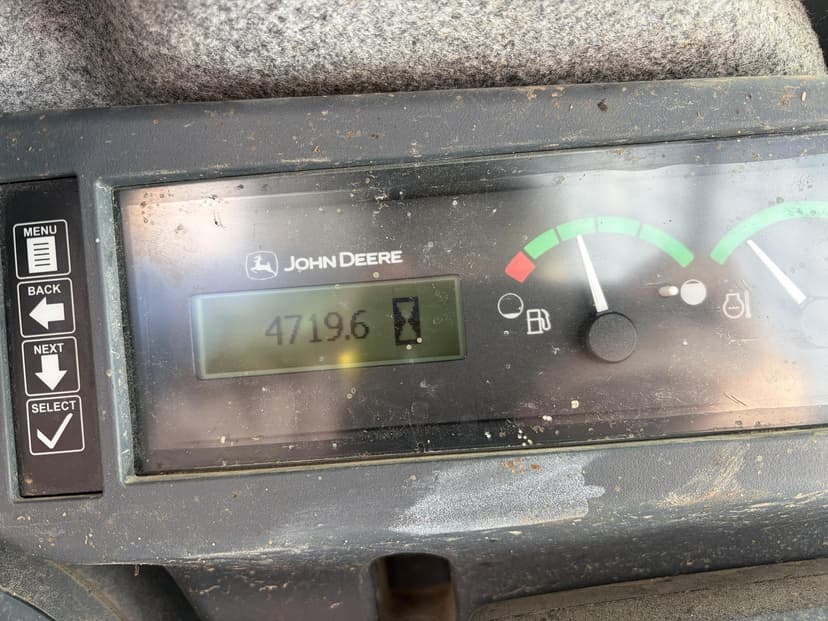 MENU
BACK
NEXT
SELECT
JOHN DEERE
4719.6